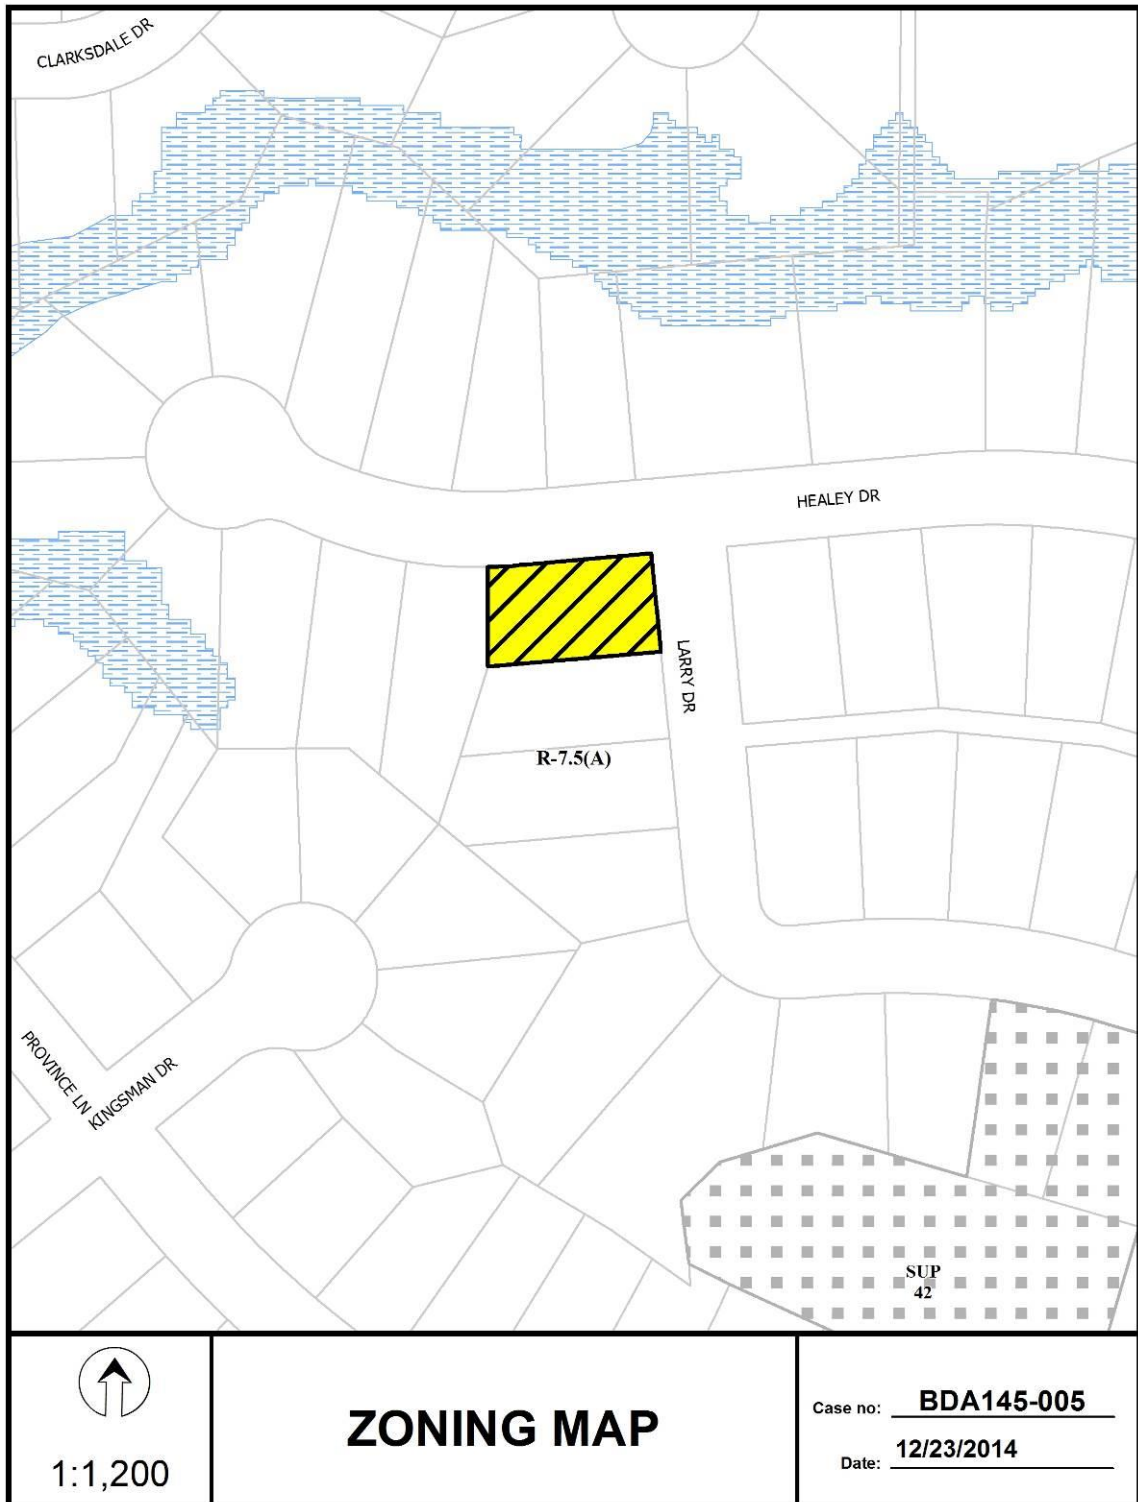 CLARKSDALE DR
HEALEY DR
LARRY DR
R-7.5(A)
PROVINCE LN
KINGSMAN DR
SUP
42
1:1,200
ZONING MAP
Case no: BDA145-005
Date: 12/23/2014